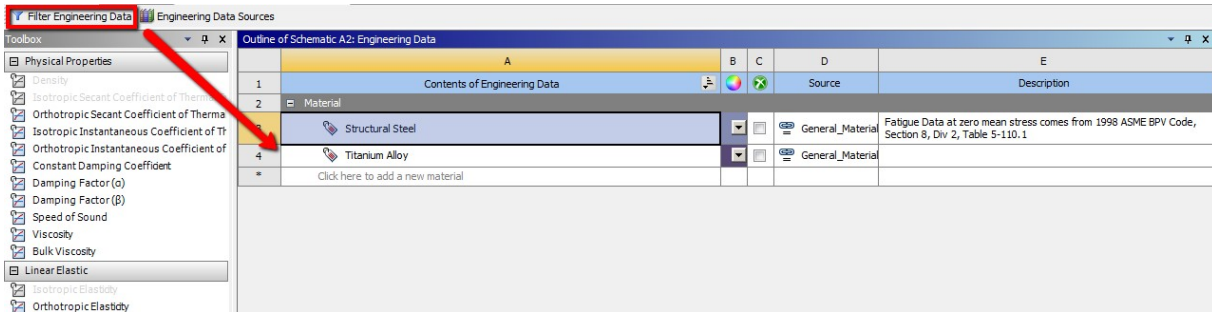 Filter Engineering Data Engineering Data Sources
Toolbox
Physical Properties
Density
Isotropic Secant Coefficient of Therma
Orthotropic Secant Coefficient of Therma
Isotropic Instantaneous Coefficient of Th
Orthotropic Instantaneous Coefficient of
Constant Damping Coefficient
Damping Factor (α)
Damping Factor (β)
Speed of Sound
Viscosity
Bulk Viscosity
Linear Elastic
Isotropic Elasticity
Orthotropic Elasticity
Outline of Schematic A2: Engineering Data
A B C D E
1 Contents of Engineering Data Source Description
2 Material
3 Structural Steel General_Material Fatigue Data at zero mean stress comes from 1998 ASME BPV Code,
Section 8, Div 2, Table 5-110.1
4 Titanium Alloy General_Material
* Click here to add a new material